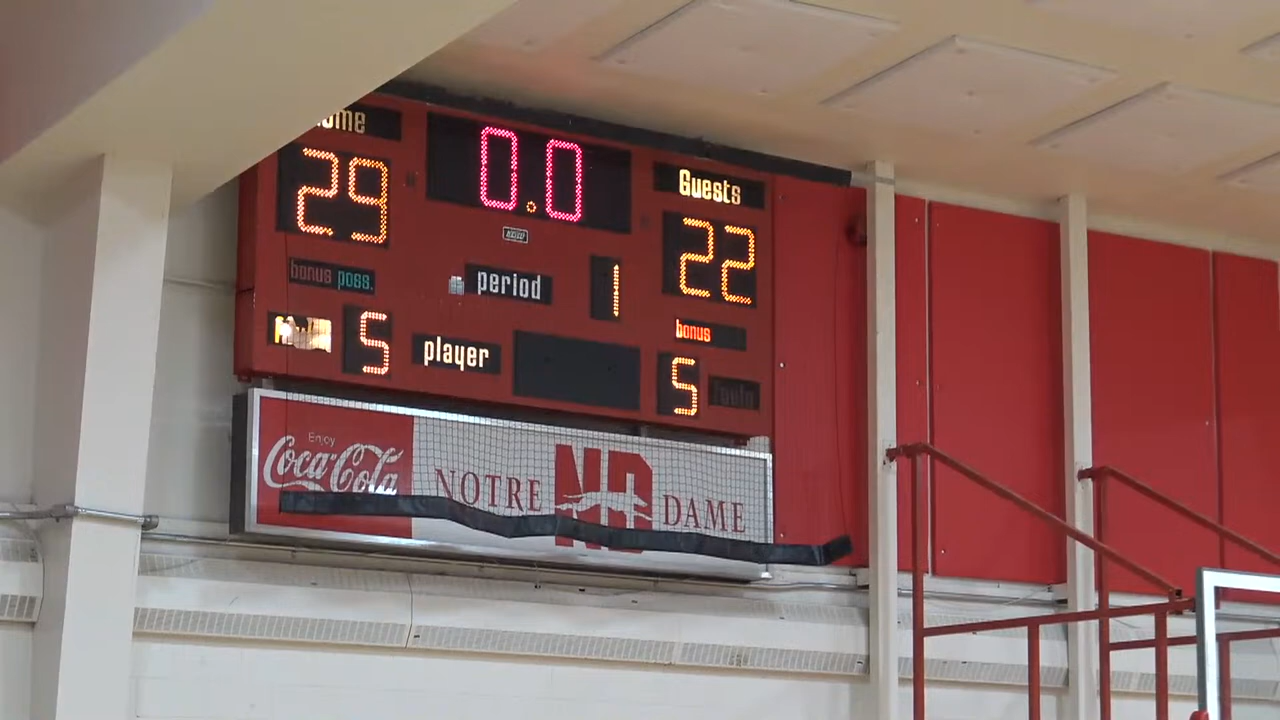 0.0
Guests
29
22
bonus poss.
period
1
bonus
5
player
5
Enjoy
Coca-Cola
NOTRE ND DAME